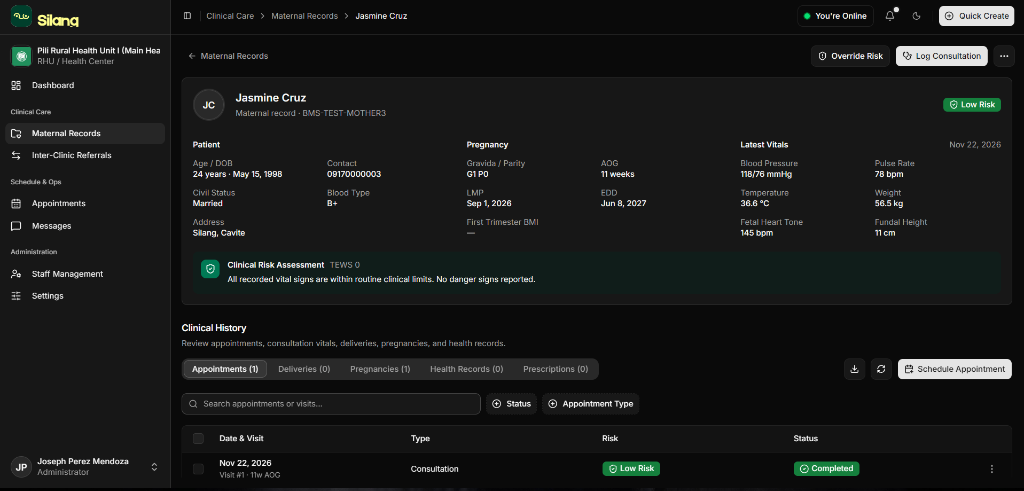 Silang
Clinical Care > Maternal Records > Jasmine Cruz
You're Online
Quick Create
Pili Rural Health Unit I (Main Hea
RHU / Health Center
Dashboard
Clinical Care
Maternal Records
Inter-Clinic Referrals
Schedule & Ops
Appointments
Messages
Administration
Staff Management
Settings
JP
Joseph Perez Mendoza
Administrator
Maternal Records
Override Risk
Log Consultation
JC
Jasmine Cruz
Maternal record · BMS-TEST-MOTHER3
Low Risk
Patient
Age / DOB
24 years · May 15, 1998
Contact
09170000003
Civil Status
Married
Blood Type
B+
Address
Silang, Cavite
Pregnancy
Gravida / Parity
G1 P0
AOG
11 weeks
LMP
Sep 1, 2026
EDD
Jun 8, 2027
First Trimester BMI
—
Latest Vitals
Nov 22, 2026
Blood Pressure
118/76 mmHg
Pulse Rate
78 bpm
Temperature
36.6 °C
Weight
56.5 kg
Fetal Heart Tone
145 bpm
Fundal Height
11 cm
Clinical Risk Assessment TEWS 0
All recorded vital signs are within routine clinical limits. No danger signs reported.
Clinical History
Review appointments, consultation vitals, deliveries, pregnancies, and health records.
Appointments (1)
Deliveries (0)
Pregnancies (1)
Health Records (0)
Prescriptions (0)
Schedule Appointment
Search appointments or visits...
Status
Appointment Type
Date & Visit
Type
Risk
Status
Nov 22, 2026
Visit #1 · 11w AOG
Consultation
Low Risk
Completed